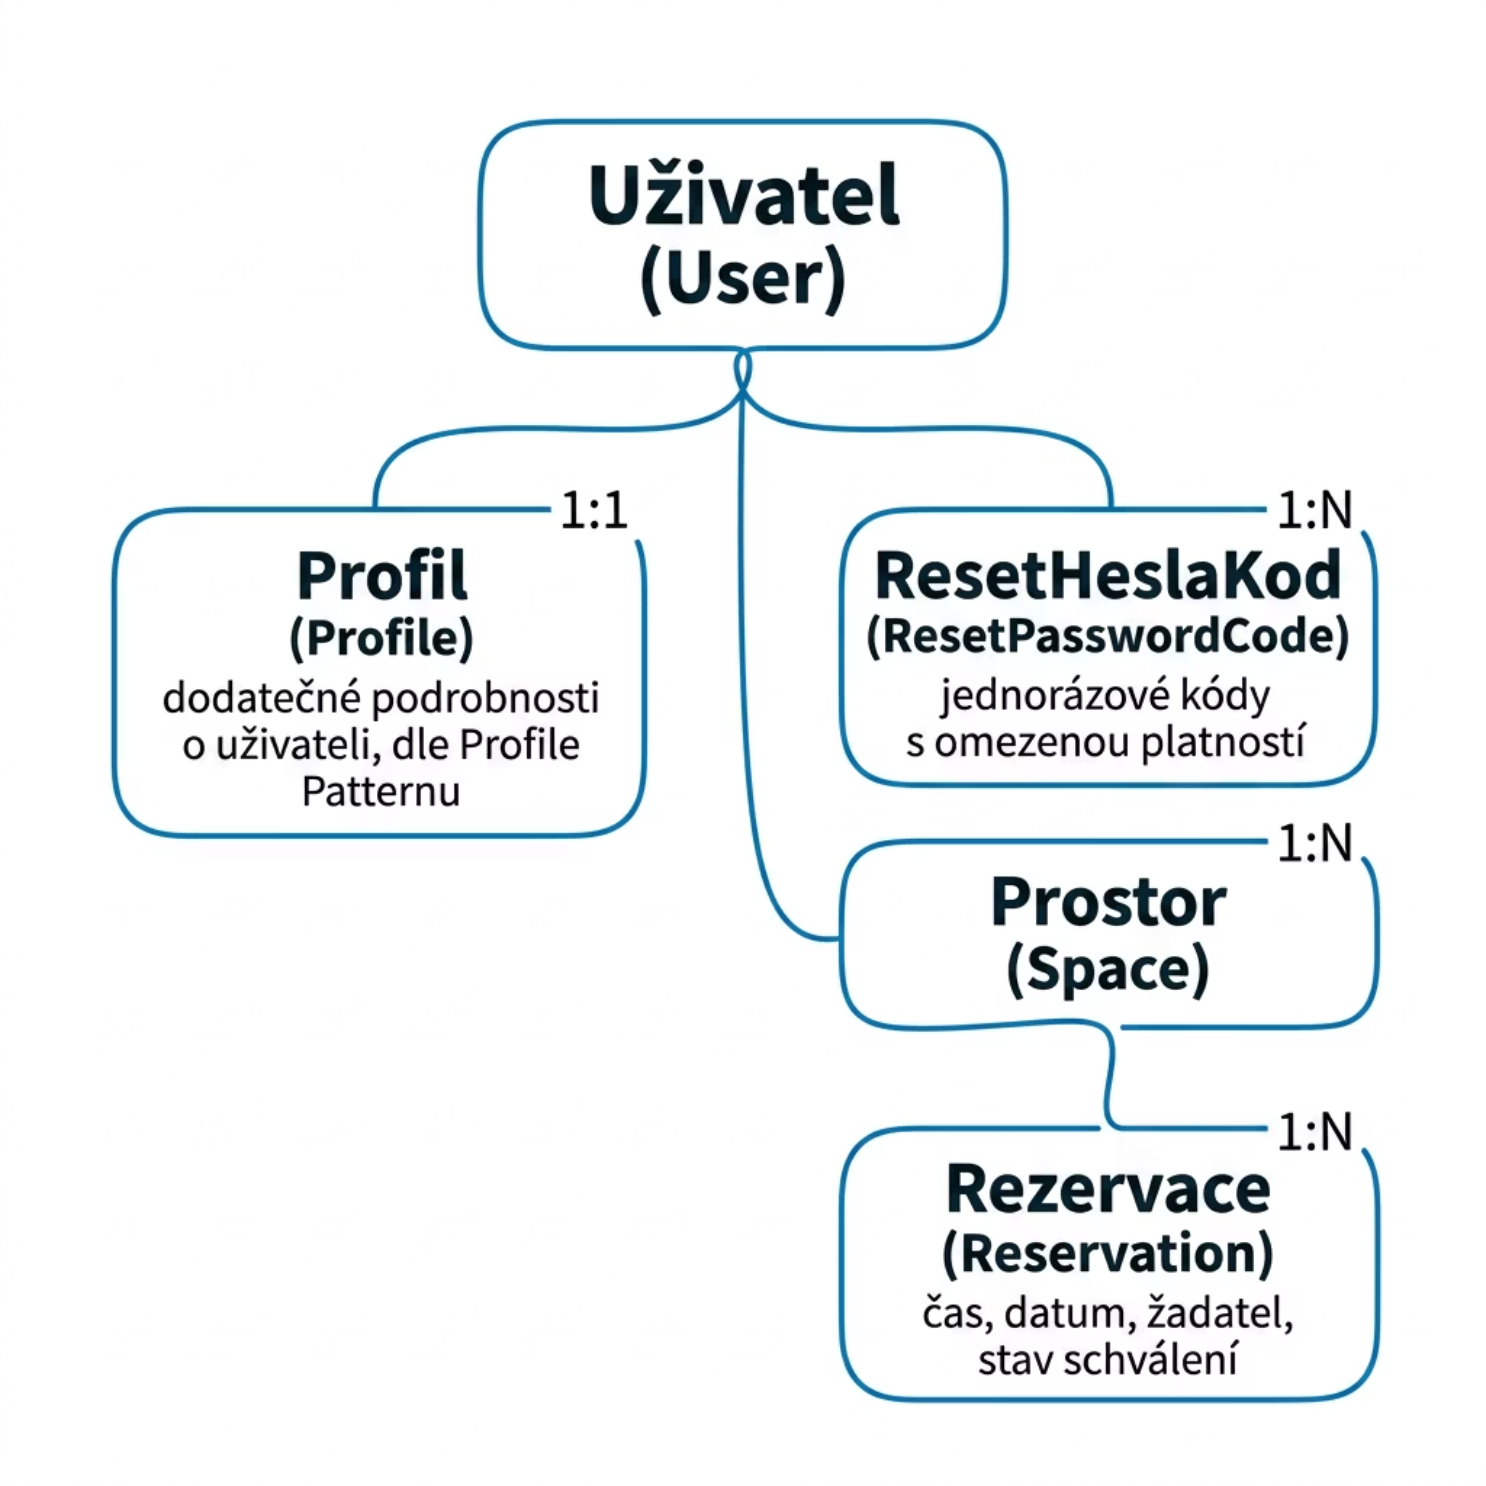 Uživatel
(User)
1:1
Profil
(Profile)
dodatečné podrobnosti
o uživateli, dle Profile
Patternu
1:N
ResetHeslaKod
(ResetPasswordCode)
jednorázové kódy
s omezenou platností
1:N
Prostor
(Space)
1:N
Rezervace
(Reservation)
čas, datum, žadatel,
stav schválení